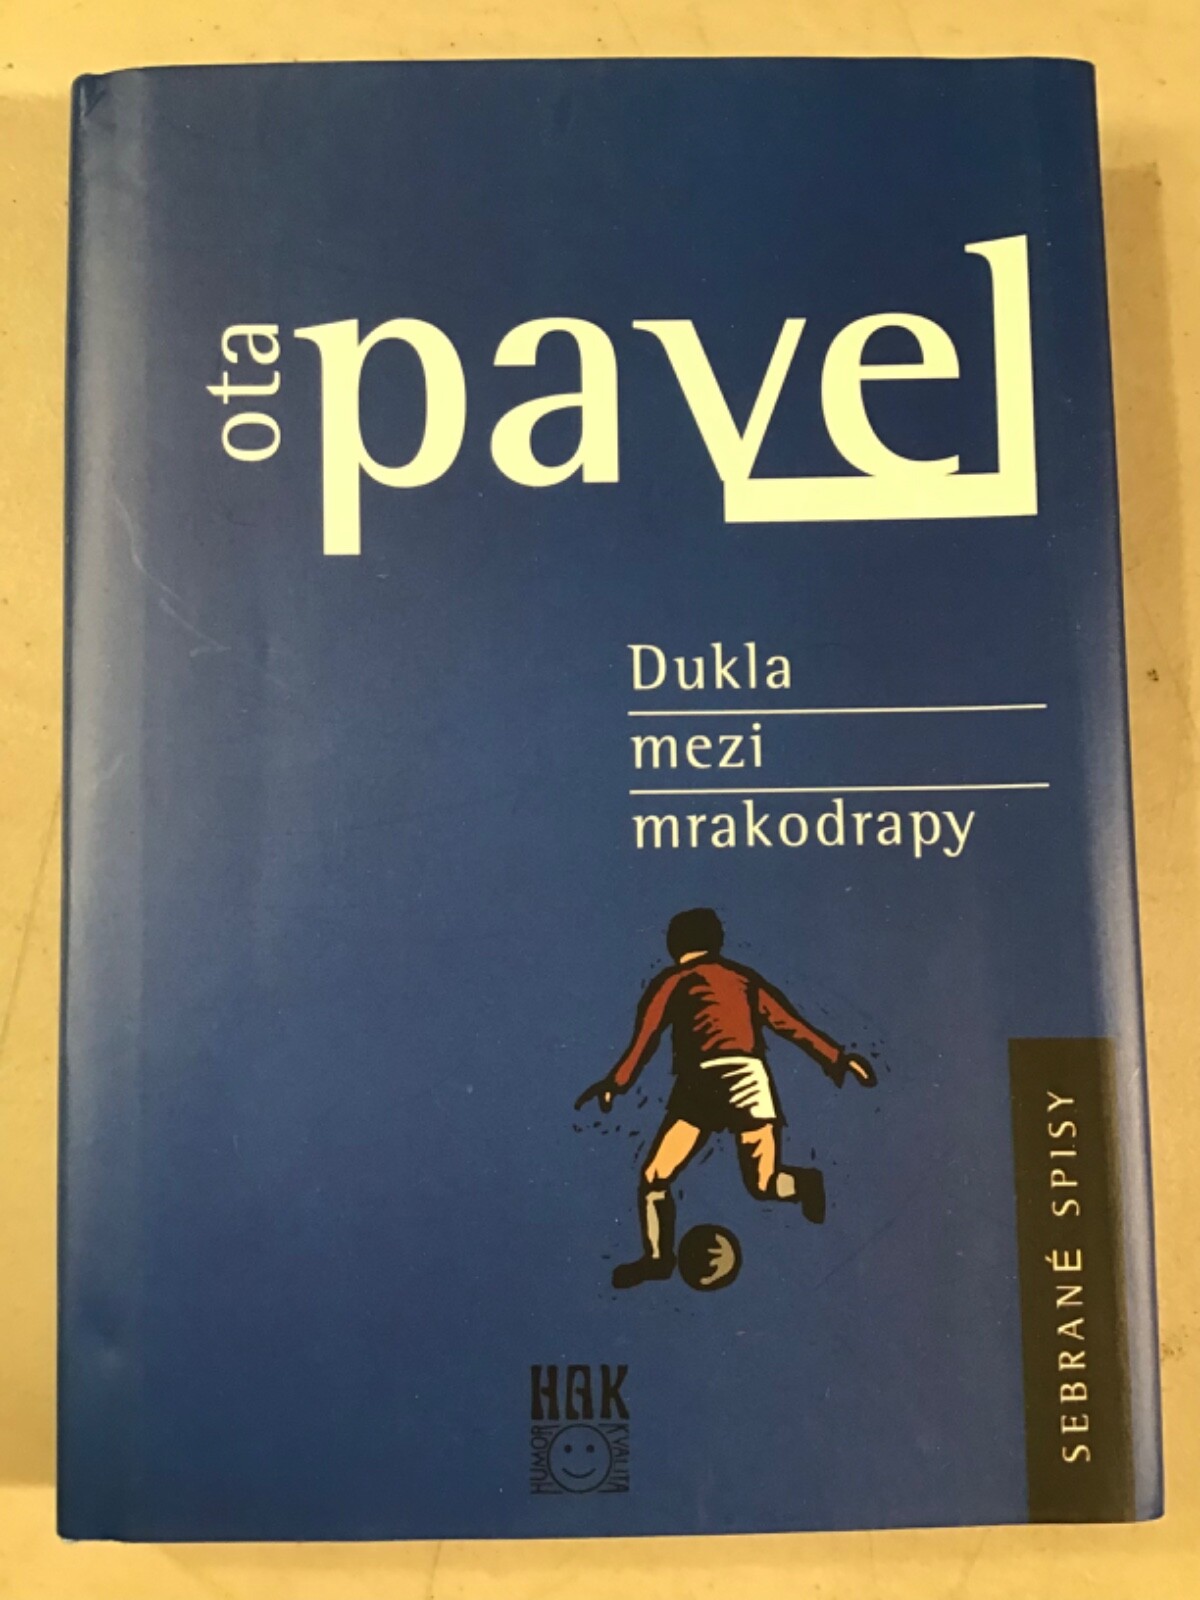 ota
pavel
Dukla
mezi
mrakodrapy
SEBRANÉ SPISY
HAK
HUMOR
KVALITA